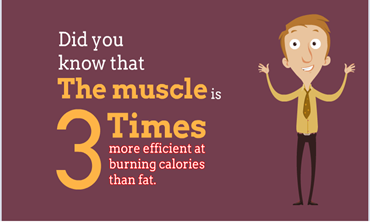 Did you
know that
The muscle is
3 Times
more efficient at
burning calories
than fat.